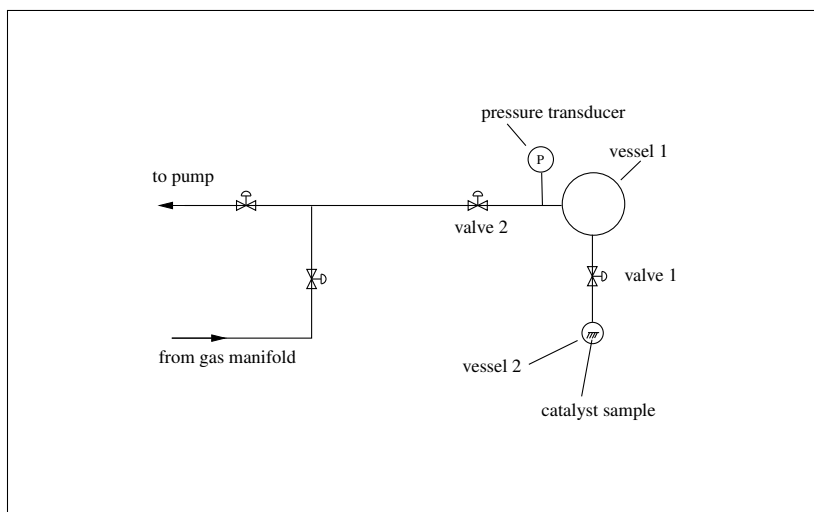 pressure transducer
P
vessel 1
to pump
valve 2
valve 1
from gas manifold
vessel 2
catalyst sample